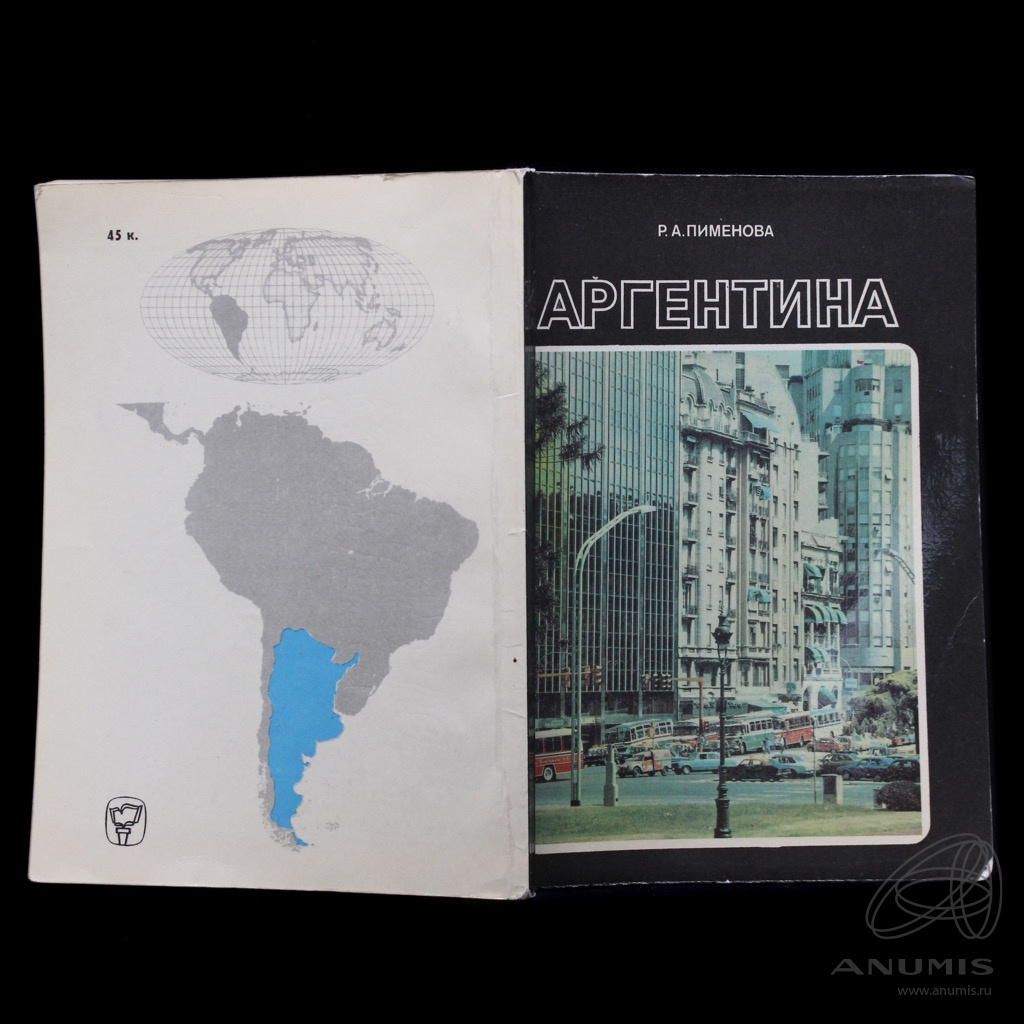 45 к.
Р. А. ПИМЕНОВА
АРГЕНТИНА
ANUMIS
www.anumis.ru